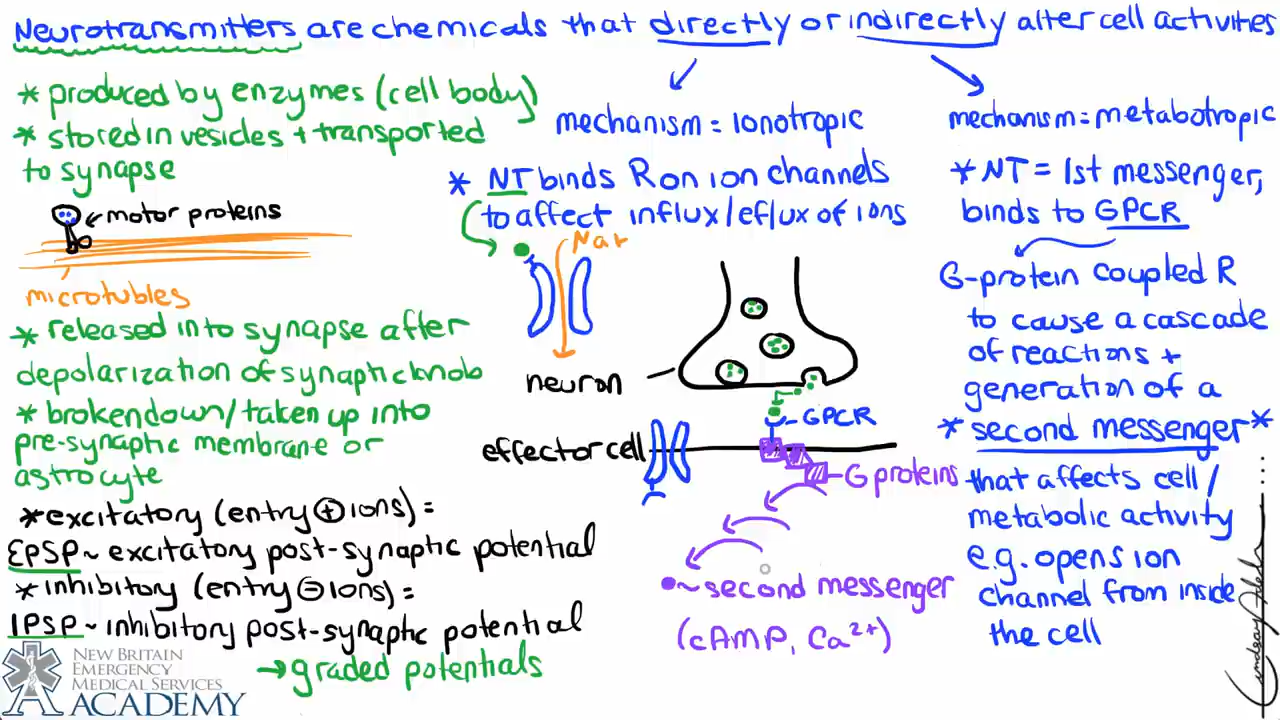 Neurotransmitters are chemicals that directly or indirectly alter cell activities
* produced by enzymes (cell body)
* stored in vesicles + transported
to synapse
motor proteins
microtubles
* released into synapse after
depolarization of synaptic knob
* broken down/taken up into
pre-synaptic membrane or
astrocyte
*excitatory (entry ⊕ ions) =
EPSP ~ excitatory post-synaptic potential
*inhibitory (entry ⊖ ions) =
IPSP ~ inhibitory post-synaptic potential
→ graded potentials
NEW BRITAIN
EMERGENCY
MEDICAL SERVICES
ACADEMY
mechanism = Ionotropic
* NT binds R on ion channels
to affect influx/eflux of ions
Na+
neuron
GPCR
effector cell
G proteins
~ second messenger
(cAMP, Ca²⁺)
mechanism = metabotropic
*NT = 1st messenger,
binds to GPCR
G-protein coupled R
to cause a cascade
of reactions +
generation of a
* second messenger *
that affects cell/
metabolic activity
e.g. opens ion
channel from inside
the cell